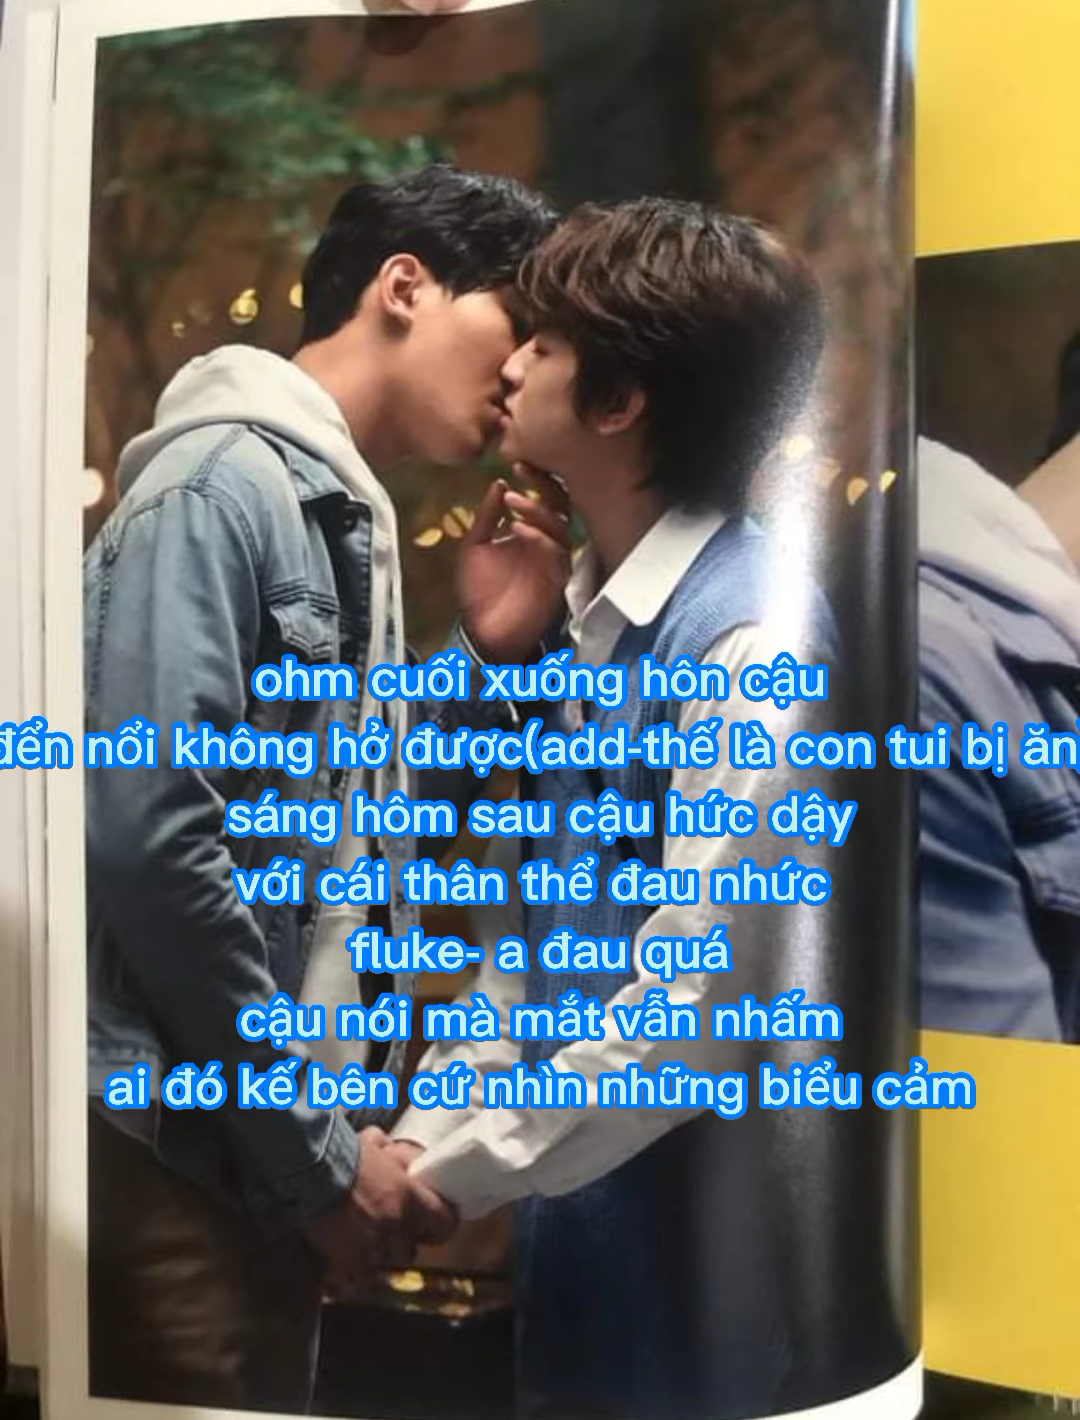 ohm cuối xuống hôn cậu
đển nổi không hở được(add-thế là con tui bị ăn)
sáng hôm sau cậu hức dậy
với cái thân thể đau nhức
fluke- a đau quá
cậu nói mà mắt vẫn nhấm
ai đó kế bên cứ nhìn những biểu cảm